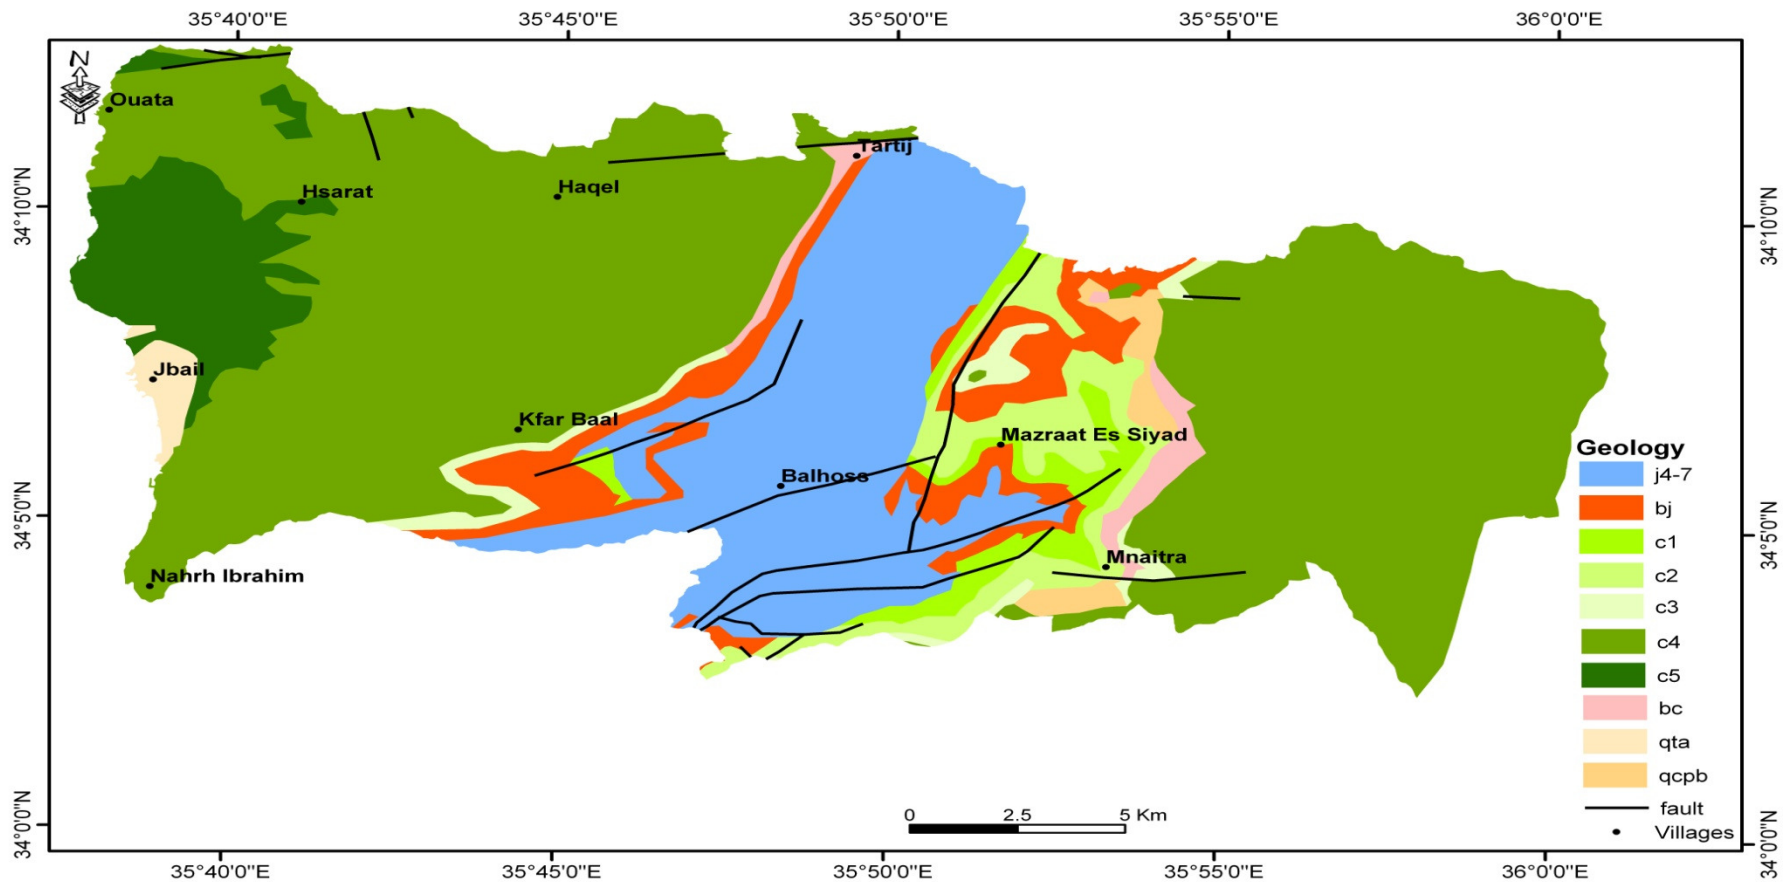 35°40'0"E 35°45'0"E 35°50'0"E 35°55'0"E 36°0'0"E
N
Ouata
Tartij
Hsarat
Haqel
34°10'0"N
34°10'0"N
Jbail
Kfar Baal
Mazraat Es Siyad
Balhoss
34°5'0"N
34°5'0"N
Mnaitra
Nahrh Ibrahim
Geology
j4-7
bj
c1
c2
c3
c4
c5
bc
qta
qcpb
fault
Villages
0 2.5 5 Km
34°0'0"N
34°0'0"N
35°40'0"E 35°45'0"E 35°50'0"E 35°55'0"E 36°0'0"E